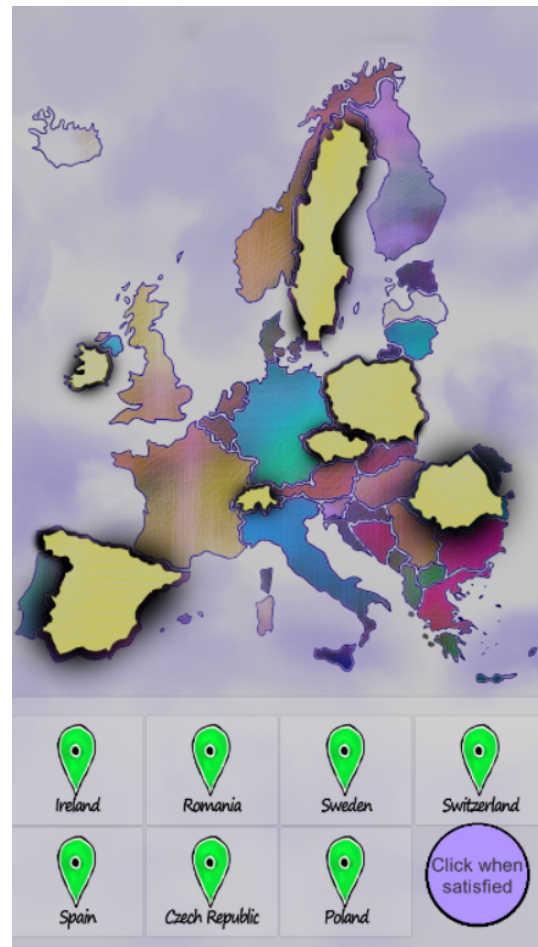 Ireland
Romania
Sweden
Switzerland
Spain
Czech Republic
Poland
Click when
satisfied